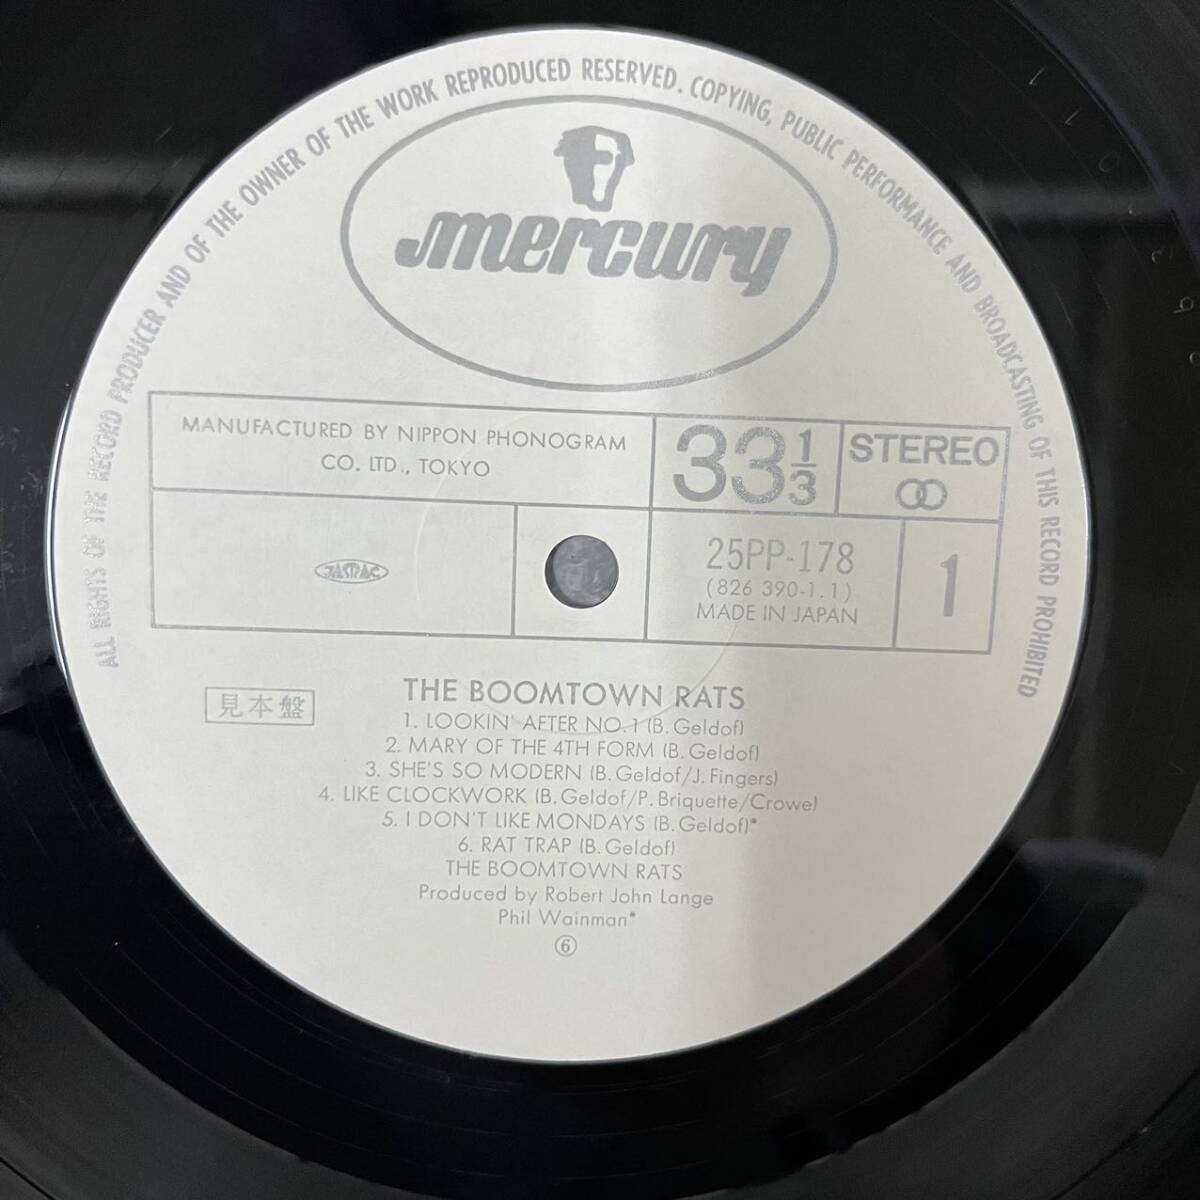 ALL RIGHTS OF THE RECORD PRODUCER AND OF THE OWNER OF THE WORK REPRODUCED RESERVED. COPYING, PUBLIC PERFORMANCE AND BROADCASTING OF THIS RECORD PROHIBITED
mercury
MANUFACTURED BY NIPPON PHONOGRAM
CO. LTD., TOKYO
33 1/3
STEREO
JASRAC
25PP-178
(826 390-1.1)
MADE IN JAPAN
1
見本盤
THE BOOMTOWN RATS
1. LOOKIN' AFTER NO.1 (B. Geldof)
2. MARY OF THE 4TH FORM (B. Geldof)
3. SHE'S SO MODERN (B. Geldof/J. Fingers)
4. LIKE CLOCKWORK (B. Geldof/P. Briquette/Crowe)
5. I DON'T LIKE MONDAYS (B. Geldof)*
6. RAT TRAP (B. Geldof)
THE BOOMTOWN RATS
Produced by Robert John Lange
Phil Wainman*
⑥